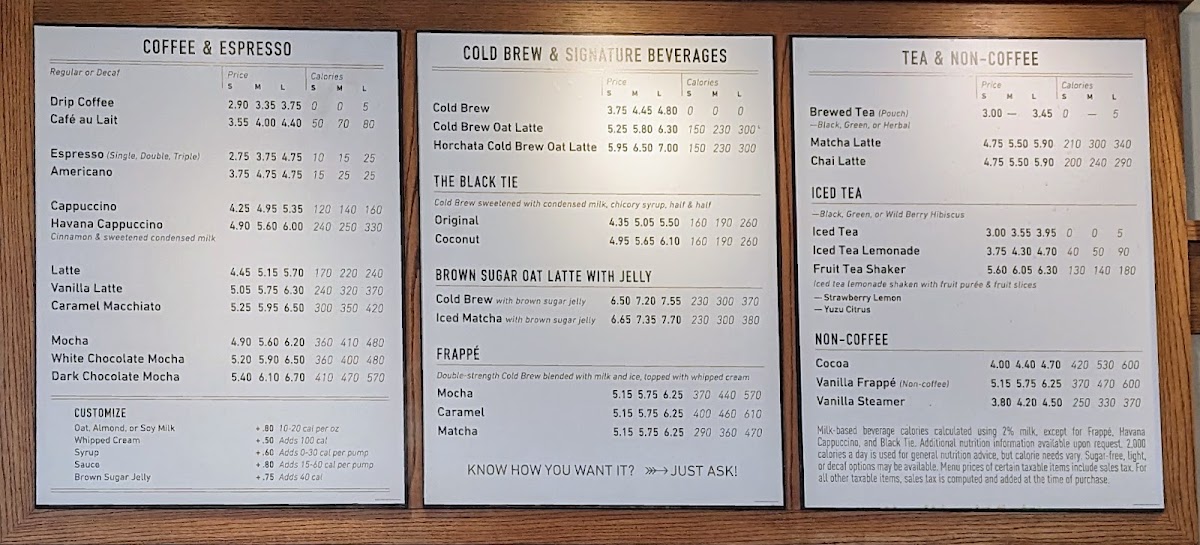 COFFEE & ESPRESSO
Regular or Decaf
Price Calories
S M L S M L
Drip Coffee 2.90 3.35 3.75 0 0 5
Café au Lait 3.55 4.00 4.40 50 70 80
Espresso (Single, Double, Triple) 2.75 3.75 4.75 10 15 25
Americano 3.75 4.75 4.75 15 25 25
Cappuccino 4.25 4.95 5.35 120 140 160
Havana Cappuccino 4.90 5.60 6.00 240 250 330
Cinnamon & sweetened condensed milk
Latte 4.45 5.15 5.70 170 220 240
Vanilla Latte 5.05 5.75 6.30 240 320 370
Caramel Macchiato 5.25 5.95 6.50 300 350 420
Mocha 4.90 5.60 6.20 360 410 480
White Chocolate Mocha 5.20 5.90 6.50 360 400 480
Dark Chocolate Mocha 5.40 6.10 6.70 410 470 570
CUSTOMIZE
Oat, Almond, or Soy Milk +.80 10-20 cal per oz
Whipped Cream +.50 Adds 100 cal
Syrup +.60 Adds 0-30 cal per pump
Sauce +.80 Adds 15-60 cal per pump
Brown Sugar Jelly +.75 Adds 40 cal
COLD BREW & SIGNATURE BEVERAGES
Price Calories
S M L S M L
Cold Brew 3.75 4.45 4.80 0 0 0
Cold Brew Oat Latte 5.25 5.80 6.30 150 230 300
Horchata Cold Brew Oat Latte 5.95 6.50 7.00 150 230 300
THE BLACK TIE
Cold Brew sweetened with condensed milk, chicory syrup, half & half
Original 4.35 5.05 5.50 160 190 260
Coconut 4.95 5.65 6.10 160 190 260
BROWN SUGAR OAT LATTE WITH JELLY
Cold Brew with brown sugar jelly 6.50 7.20 7.55 230 300 370
Iced Matcha with brown sugar jelly 6.65 7.35 7.70 230 300 380
FRAPPÉ
Double-strength Cold Brew blended with milk and ice, topped with whipped cream
Mocha 5.15 5.75 6.25 370 440 570
Caramel 5.15 5.75 6.25 400 460 610
Matcha 5.15 5.75 6.25 290 360 470
KNOW HOW YOU WANT IT? JUST ASK!
TEA & NON-COFFEE
Price Calories
S M L S M L
Brewed Tea (Pouch) 3.00 — 3.45 0 — 5
—Black, Green, or Herbal
Matcha Latte 4.75 5.50 5.90 210 300 340
Chai Latte 4.75 5.50 5.90 200 240 290
ICED TEA
—Black, Green, or Wild Berry Hibiscus
Iced Tea 3.00 3.55 3.95 0 0 5
Iced Tea Lemonade 3.75 4.30 4.70 40 50 90
Fruit Tea Shaker 5.60 6.05 6.30 130 140 180
Iced tea lemonade shaken with fruit purée & fruit slices
— Strawberry Lemon
— Yuzu Citrus
NON-COFFEE
Cocoa 4.00 4.40 4.70 420 530 600
Vanilla Frappé (Non-coffee) 5.15 5.75 6.25 370 470 600
Vanilla Steamer 3.80 4.20 4.50 250 330 370
Milk-based beverage calories calculated using 2% milk, except for Frappé, Havana
Cappuccino, and Black Tie. Additional nutrition information available upon request. 2,000
calories a day is used for general nutrition advice, but calorie needs vary. Sugar-free, light,
or decaf options may be available. Menu prices of certain taxable items include sales tax. For
all other taxable items, sales tax is computed and added at the time of purchase.